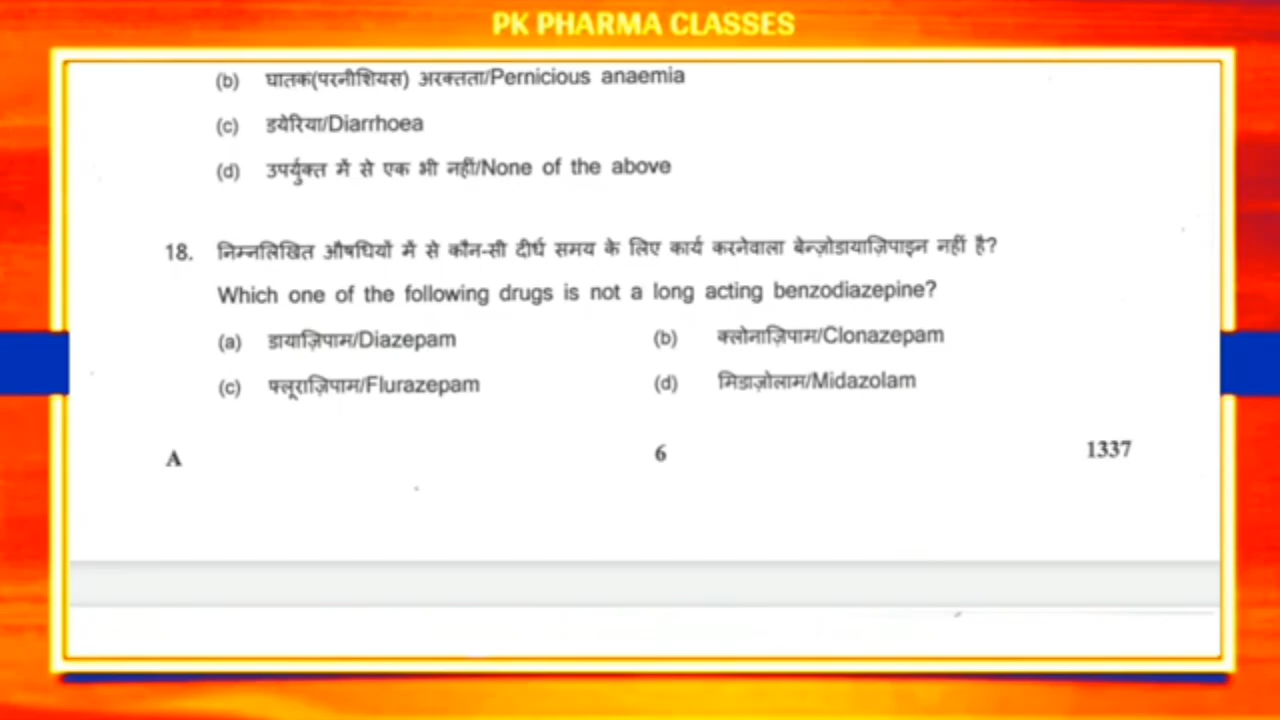 PK PHARMA CLASSES
(b) घातक(परनीशियस) अरक्तता/Pernicious anaemia
(c) डयेरिया/Diarrhoea
(d) उपर्युक्त में से एक भी नहीं/None of the above
18. निम्नलिखित औषधियों में से कौन-सी दीर्घ समय के लिए कार्य करनेवाला बेन्ज़ोडायाज़िपाइन नहीं है?
Which one of the following drugs is not a long acting benzodiazepine?
(a) डायाज़िपाम/Diazepam (b) क्लोनाज़िपाम/Clonazepam
(c) फ्लूराज़िपाम/Flurazepam (d) मिडाज़ोलाम/Midazolam
A 6 1337